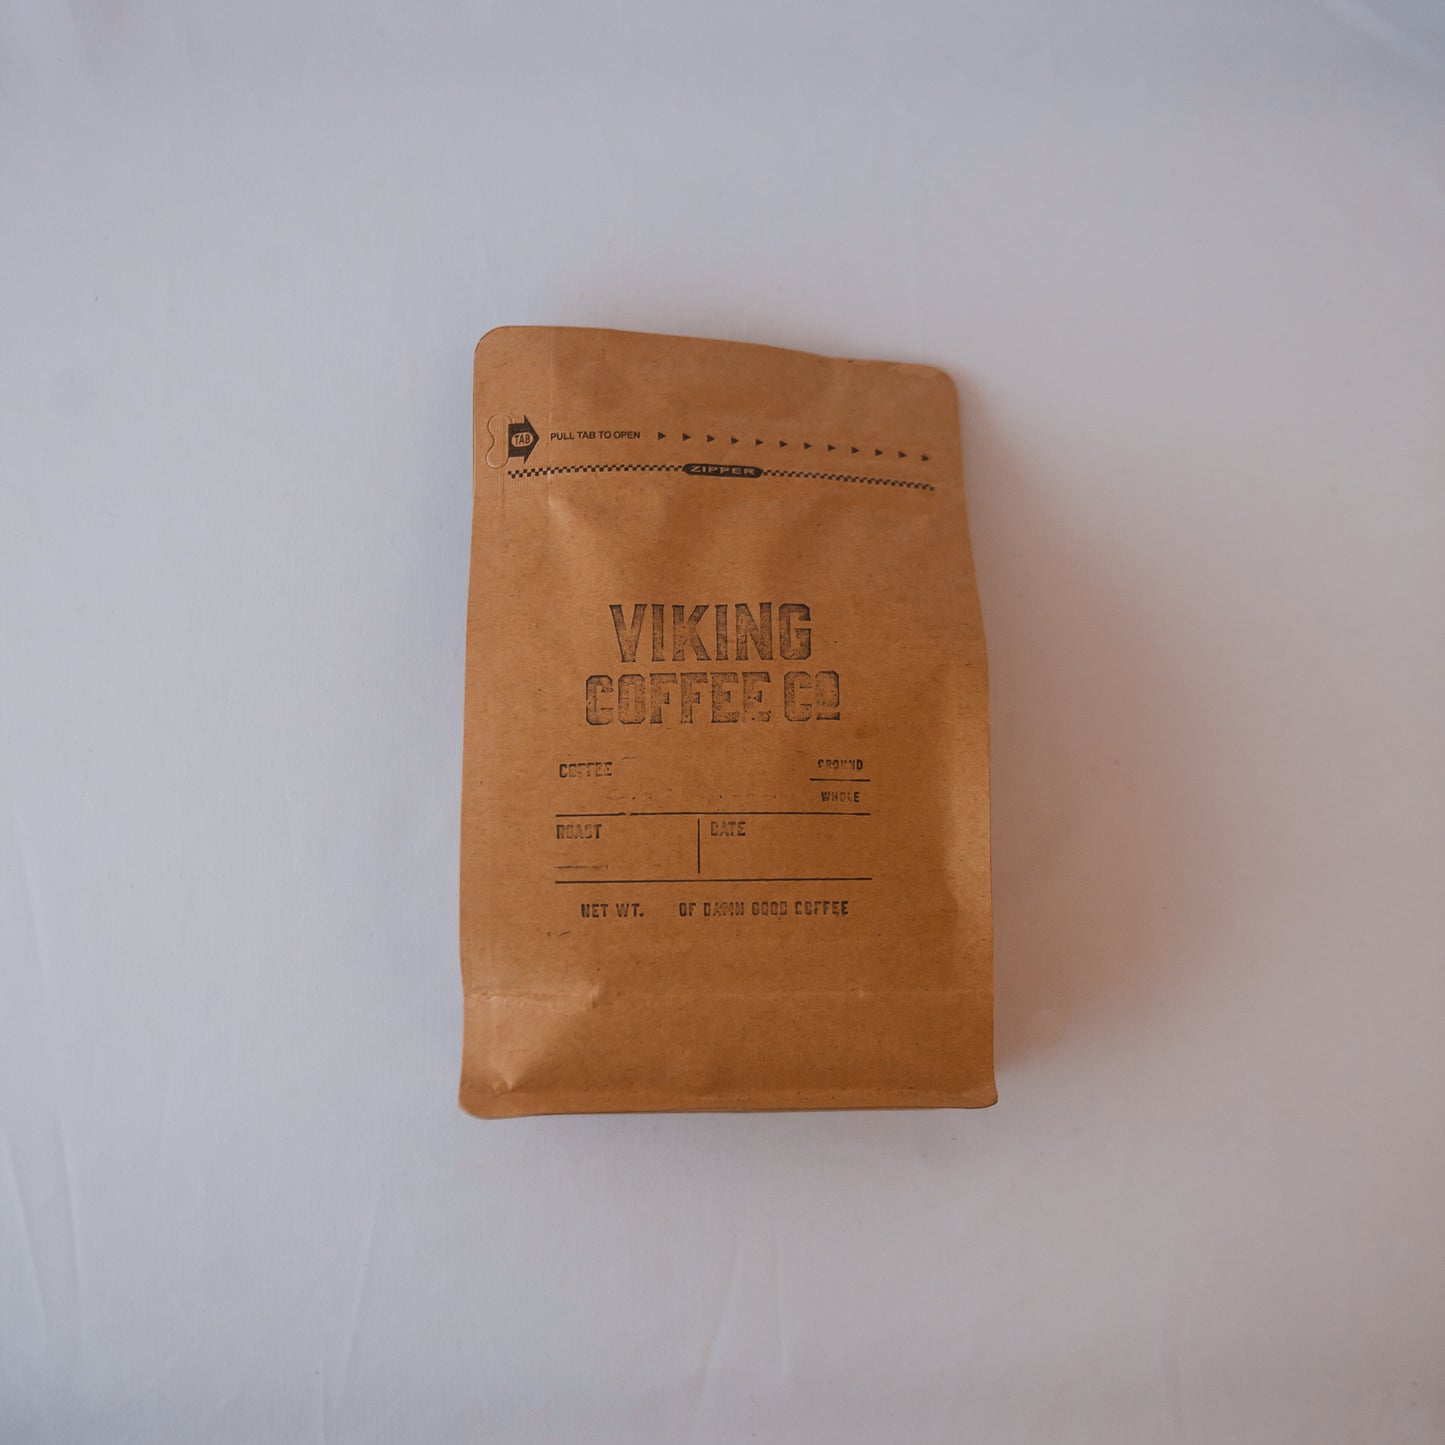 TAB PULL TAB TO OPEN
ZIPPER
VIKING
COFFEE CO
COFFEE
GROUND
WHOLE
ROAST DATE
NET WT. OF DAMN GOOD COFFEE